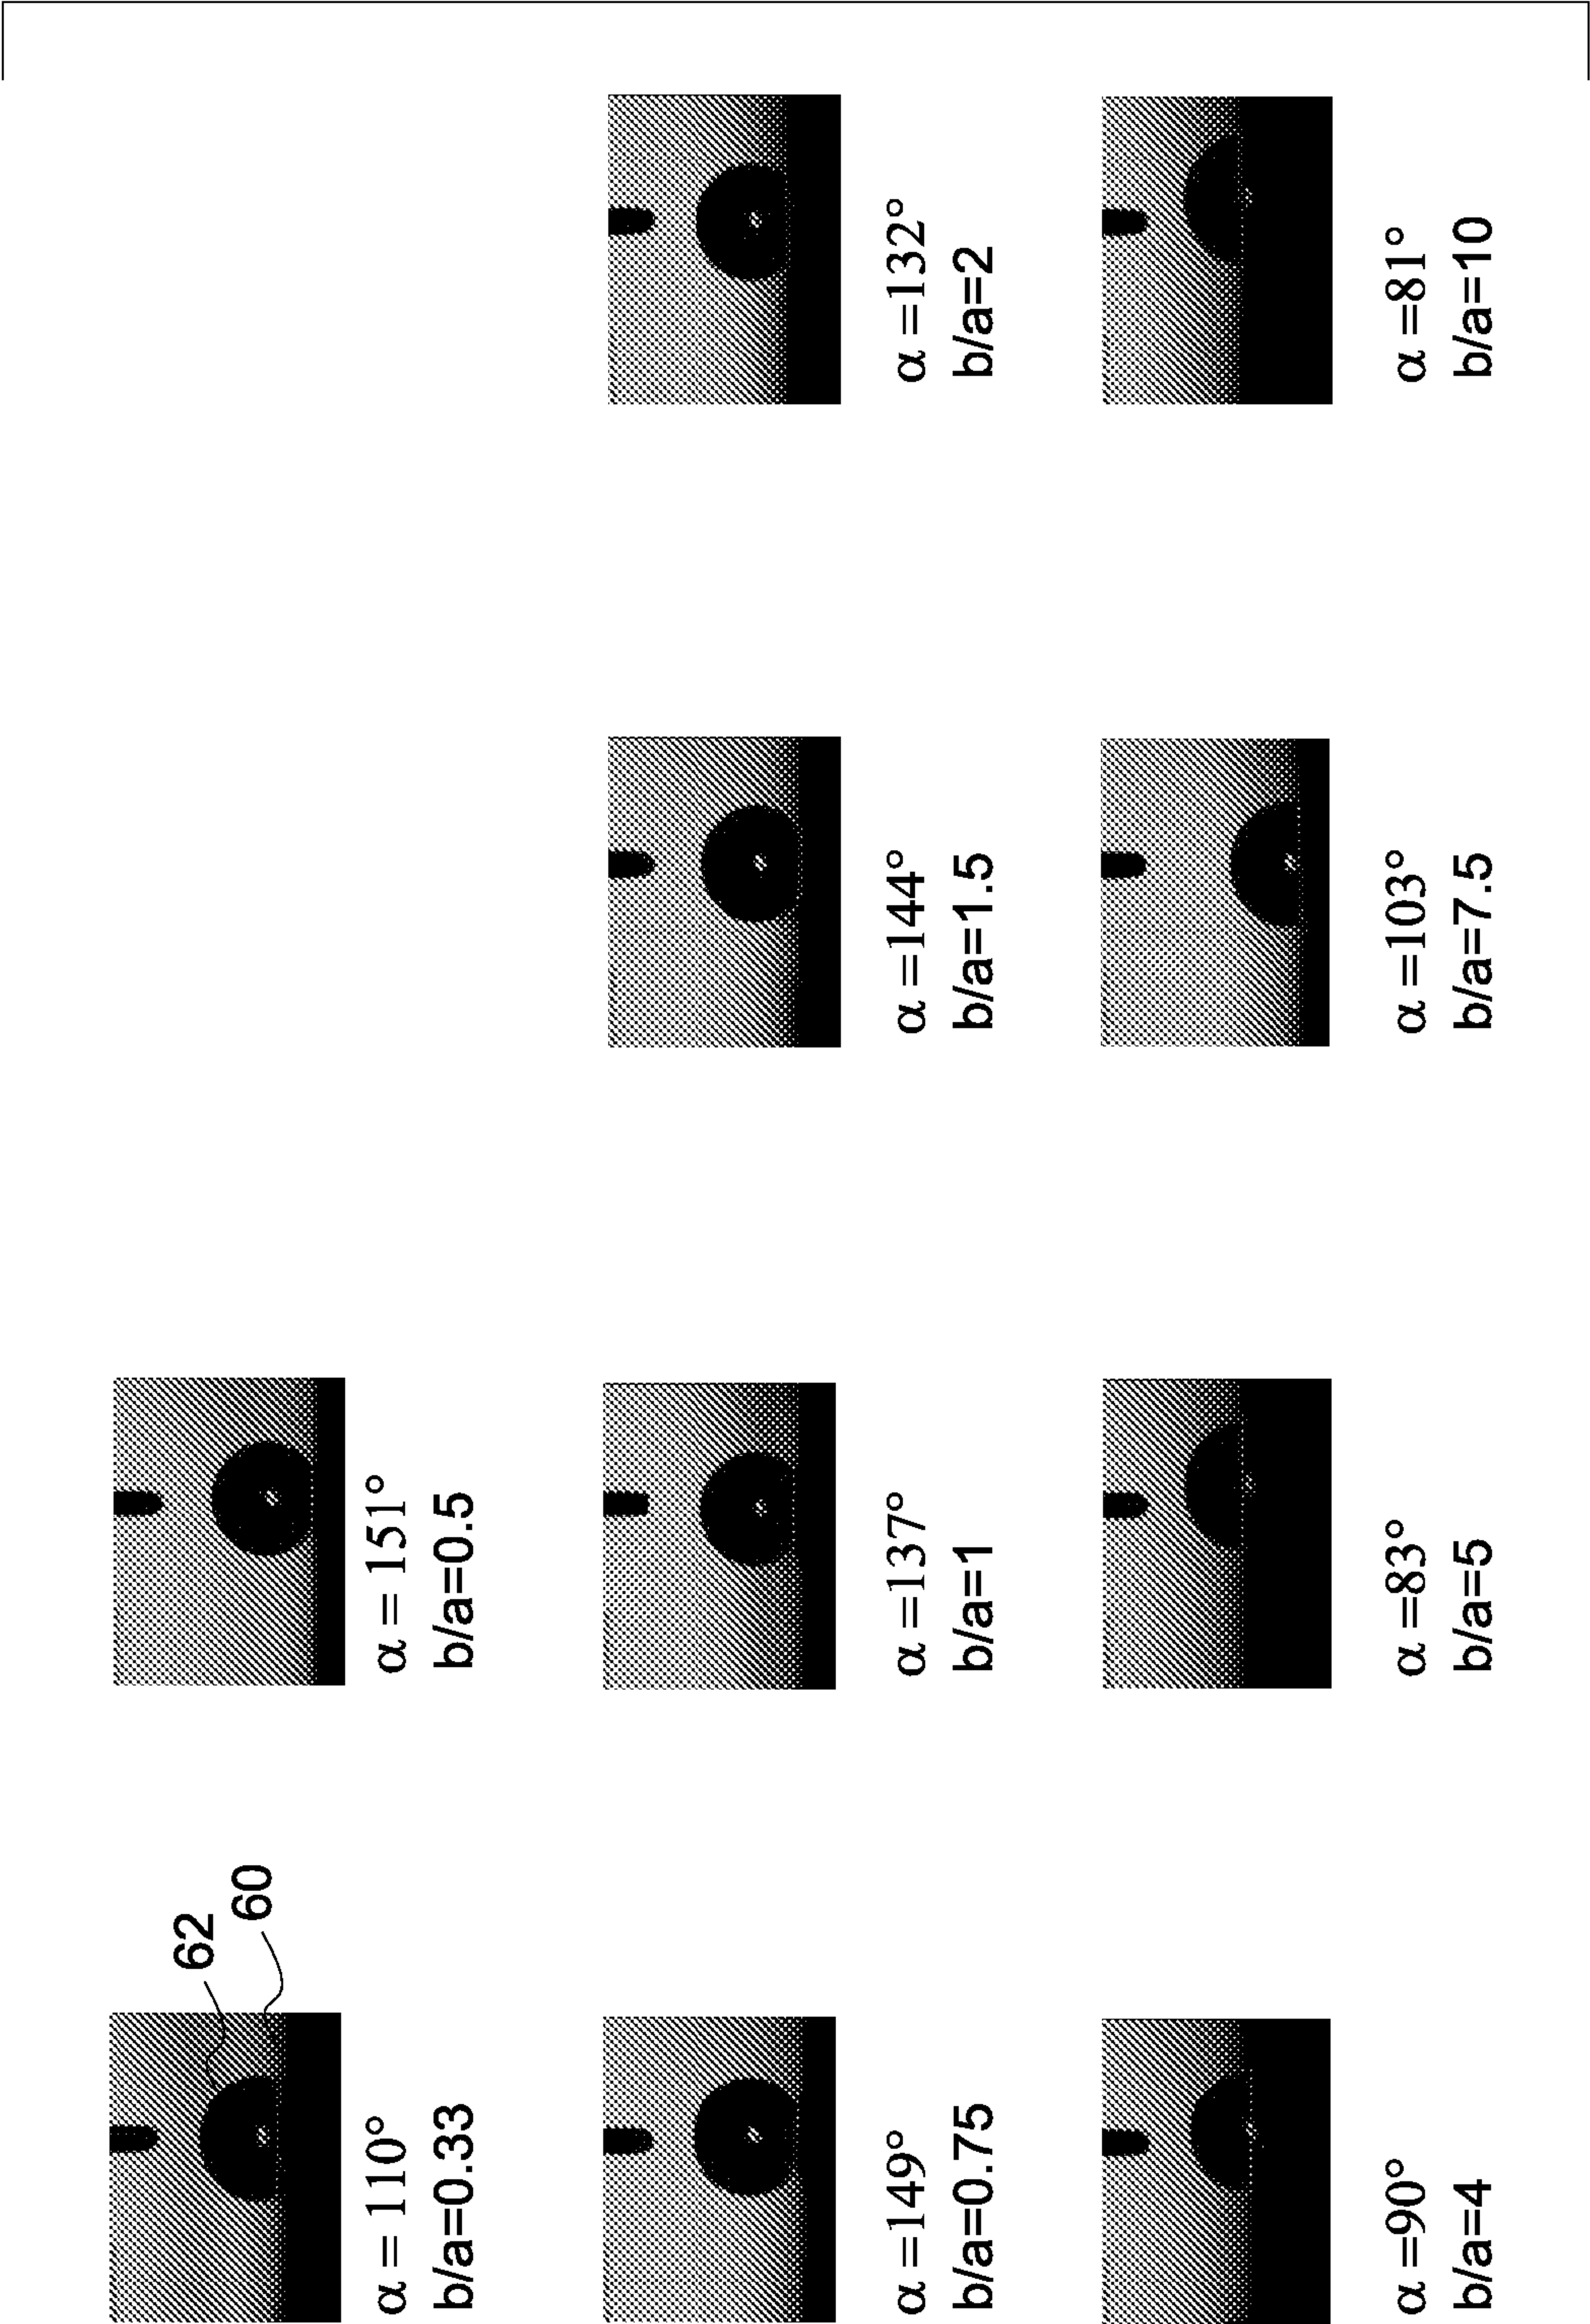 62
60
α = 110°
b/a=0.33
α = 151°
b/a=0.5
α =149°
b/a=0.75
α =137°
b/a=1
α =144°
b/a=1.5
α =132°
b/a=2
α =90°
b/a=4
α =83°
b/a=5
α =103°
b/a=7.5
α =81°
b/a=10